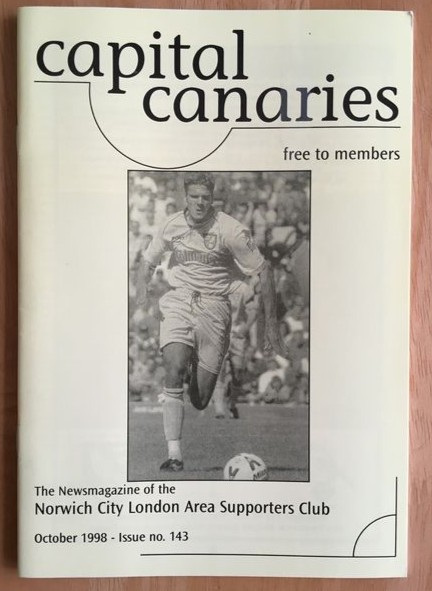 capital
canaries
free to members
The Newsmagazine of the
Norwich City London Area Supporters Club
October 1998 - Issue no. 143